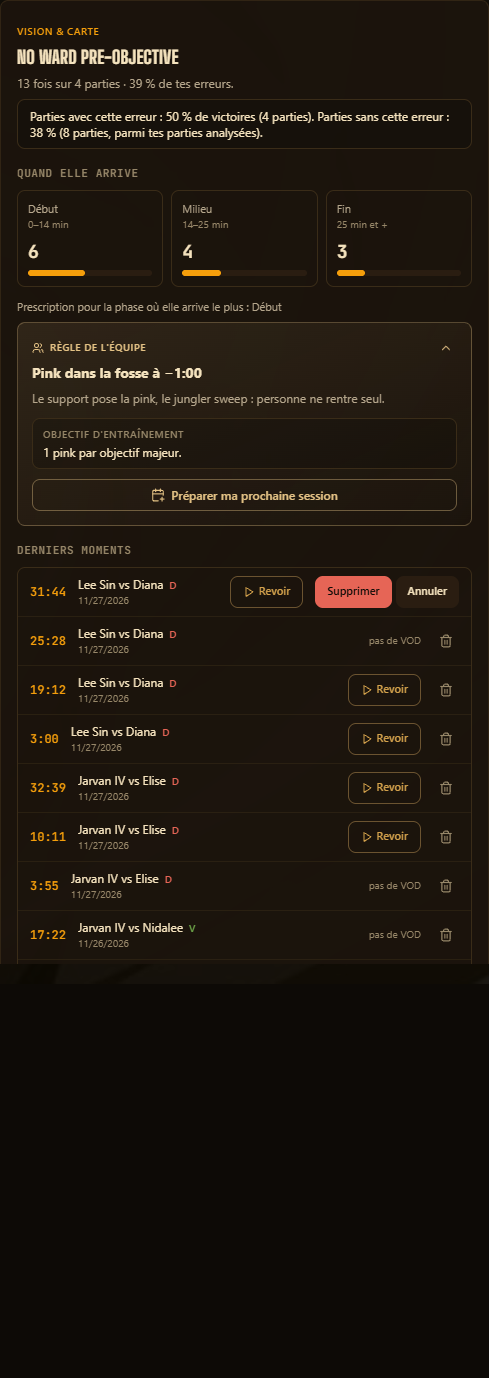 VISION & CARTE
NO WARD PRE-OBJECTIVE
13 fois sur 4 parties · 39 % de tes erreurs.
Parties avec cette erreur : 50 % de victoires (4 parties). Parties sans cette erreur :
38 % (8 parties, parmi tes parties analysées).
QUAND ELLE ARRIVE
Début
0–14 min
6
Milieu
14–25 min
4
Fin
25 min et +
3
Prescription pour la phase où elle arrive le plus : Début
RÈGLE DE L'ÉQUIPE
Pink dans la fosse à −1:00
Le support pose la pink, le jungler sweep : personne ne rentre seul.
OBJECTIF D'ENTRAÎNEMENT
1 pink par objectif majeur.
Préparer ma prochaine session
DERNIERS MOMENTS
31:44 Lee Sin vs Diana D Revoir Supprimer Annuler
11/27/2026
25:28 Lee Sin vs Diana D pas de VOD
11/27/2026
19:12 Lee Sin vs Diana D Revoir
11/27/2026
3:00 Lee Sin vs Diana D Revoir
11/27/2026
32:39 Jarvan IV vs Elise D Revoir
11/27/2026
10:11 Jarvan IV vs Elise D Revoir
11/27/2026
3:55 Jarvan IV vs Elise D pas de VOD
11/27/2026
17:22 Jarvan IV vs Nidalee V pas de VOD
11/26/2026